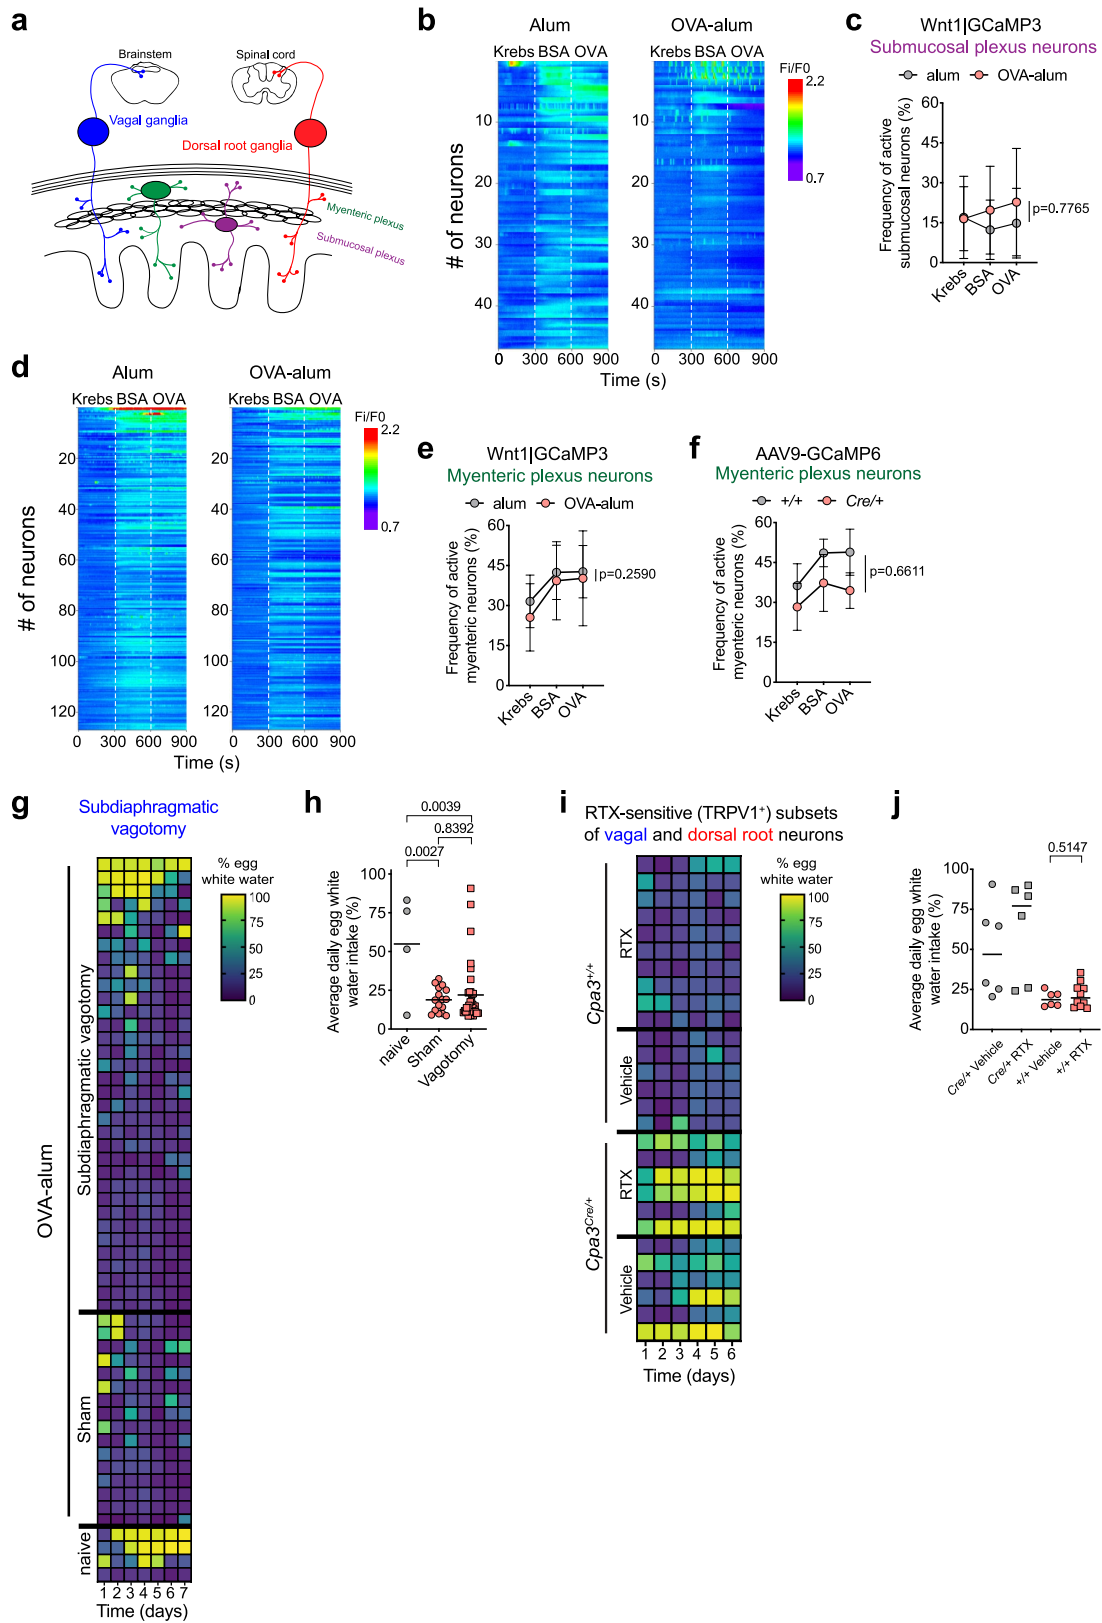 a
Brainstem
Spinal cord
Vagal ganglia
Dorsal root ganglia
Myenteric plexus
Submucosal plexus
b
Alum
OVA-alum
Krebs BSA OVA
Krebs BSA OVA
Fi/F0
2.2
0.7
# of neurons
10
20
30
40
0 300 600 900
0 300 600 900
Time (s)
c
Wnt1|GCaMP3
Submucosal plexus neurons
alum OVA-alum
Frequency of active
submucosal neurons (%)
60
45
30
15
0
p=0.7765
Krebs
BSA
OVA
d
Alum
OVA-alum
Krebs BSA OVA
Krebs BSA OVA
Fi/F0
2.2
0.7
# of neurons
20
40
60
80
100
120
20
40
60
80
100
120
0 300 600 900
0 300 600 900
Time (s)
e
Wnt1|GCaMP3
Myenteric plexus neurons
alum OVA-alum
Frequency of active
myenteric neurons (%)
60
45
30
15
0
p=0.2590
Krebs
BSA
OVA
f
AAV9-GCaMP6
Myenteric plexus neurons
+/+ Cre/+
Frequency of active
myenteric neurons (%)
60
45
30
15
0
p=0.6611
Krebs
BSA
OVA
g
Subdiaphragmatic
vagotomy
% egg
white water
100
75
50
25
0
OVA-alum
Subdiaphragmatic vagotomy
Sham
naive
1 2 3 4 5 6 7
Time (days)
h
0.0039
0.8392
0.0027
Average daily egg white
water intake (%)
100
75
50
25
0
naive
Sham
Vagotomy
i
RTX-sensitive (TRPV1+) subsets
of vagal and dorsal root neurons
% egg
white water
100
75
50
25
0
Cpa3+/+
RTX
Vehicle
Cpa3Cre/+
RTX
Vehicle
1 2 3 4 5 6
Time (days)
j
0.5147
Average daily egg white
water intake (%)
100
75
50
25
0
Cre/+ Vehicle
Cre/+ RTX
+/+ Vehicle
+/+ RTX